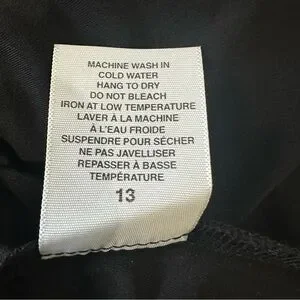 MACHINE WASH IN
COLD WATER
HANG TO DRY
DO NOT BLEACH
IRON AT LOW TEMPERATURE
LAVER À LA MACHINE
À L'EAU FROIDE
SUSPENDRE POUR SÉCHER
NE PAS JAVELLISER
REPASSER À BASSE
TEMPÉRATURE
13